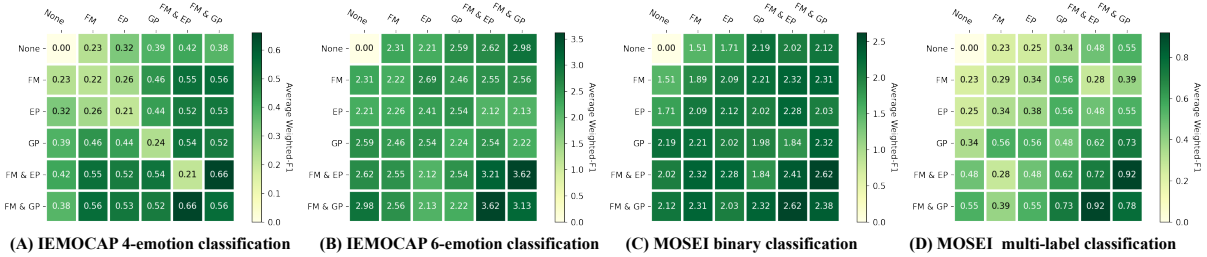 None FM EP GP FM & EP FM & GP
None 0.00 0.23 0.32 0.39 0.42 0.38
FM 0.23 0.22 0.26 0.46 0.55 0.56
EP 0.32 0.26 0.21 0.44 0.52 0.53
GP 0.39 0.46 0.44 0.24 0.54 0.52
FM & EP 0.42 0.55 0.52 0.54 0.21 0.66
FM & GP 0.38 0.56 0.53 0.52 0.66 0.56
0.6
0.5
0.4
0.3
0.2
0.1
0.0
Average Weighted-F1
(A) IEMOCAP 4-emotion classification
None FM EP GP FM & EP FM & GP
None 0.00 2.31 2.21 2.59 2.62 2.98
FM 2.31 2.22 2.69 2.46 2.55 2.56
EP 2.21 2.26 2.41 2.54 2.12 2.13
GP 2.59 2.46 2.24 2.24 2.54 2.22
FM & EP 2.62 2.55 2.12 2.54 3.21 3.62
FM & GP 2.98 2.56 2.13 2.22 3.62 3.13
3.5
3.0
2.5
2.0
1.5
1.0
0.5
0.0
Average Weighted-F1
(B) IEMOCAP 6-emotion classification
None FM EP GP FM & EP FM & GP
None 0.00 1.51 1.71 2.19 2.02 2.12
FM 1.51 1.89 2.09 2.21 2.32 2.31
EP 1.71 2.09 2.12 2.02 2.28 2.03
GP 2.19 2.21 2.02 1.98 1.84 2.32
FM & EP 2.02 2.32 2.28 1.84 2.41 2.62
FM & GP 2.12 2.31 2.03 2.32 2.62 2.38
2.5
2.0
1.5
1.0
0.5
0.0
Average Weighted-F1
(C) MOSEI binary classification
None FM EP GP FM & EP FM & GP
None 0.00 0.23 0.25 0.34 0.48 0.55
FM 0.23 0.29 0.34 0.56 0.28 0.39
EP 0.25 0.34 0.38 0.56 0.48 0.55
GP 0.34 0.56 0.56 0.48 0.62 0.73
FM & EP 0.48 0.28 0.48 0.62 0.72 0.92
FM & GP 0.55 0.39 0.55 0.73 0.92 0.78
0.8
0.6
0.4
0.2
0.0
Average Weighted-F1
(D) MOSEI multi-label classification